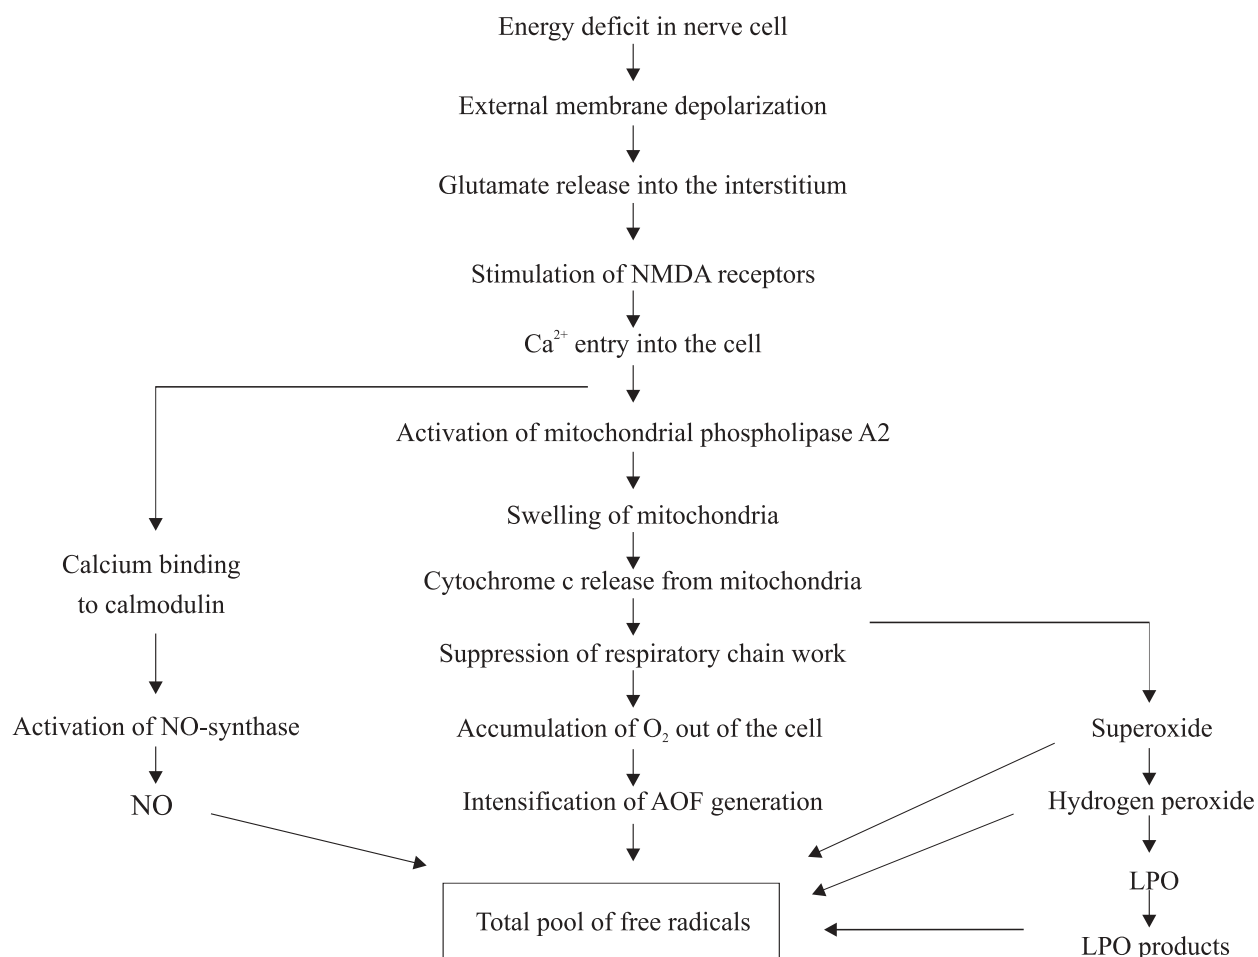 Energy deficit in nerve cell
External membrane depolarization
Glutamate release into the interstitium
Stimulation of NMDA receptors
Ca²⁺ entry into the cell
Activation of mitochondrial phospholipase A2
Swelling of mitochondria
Calcium binding
to calmodulin
Cytochrome c release from mitochondria
Suppression of respiratory chain work
Activation of NO-synthase
Accumulation of O₂ out of the cell
Superoxide
NO
Intensification of AOF generation
Hydrogen peroxide
LPO
Total pool of free radicals
LPO products